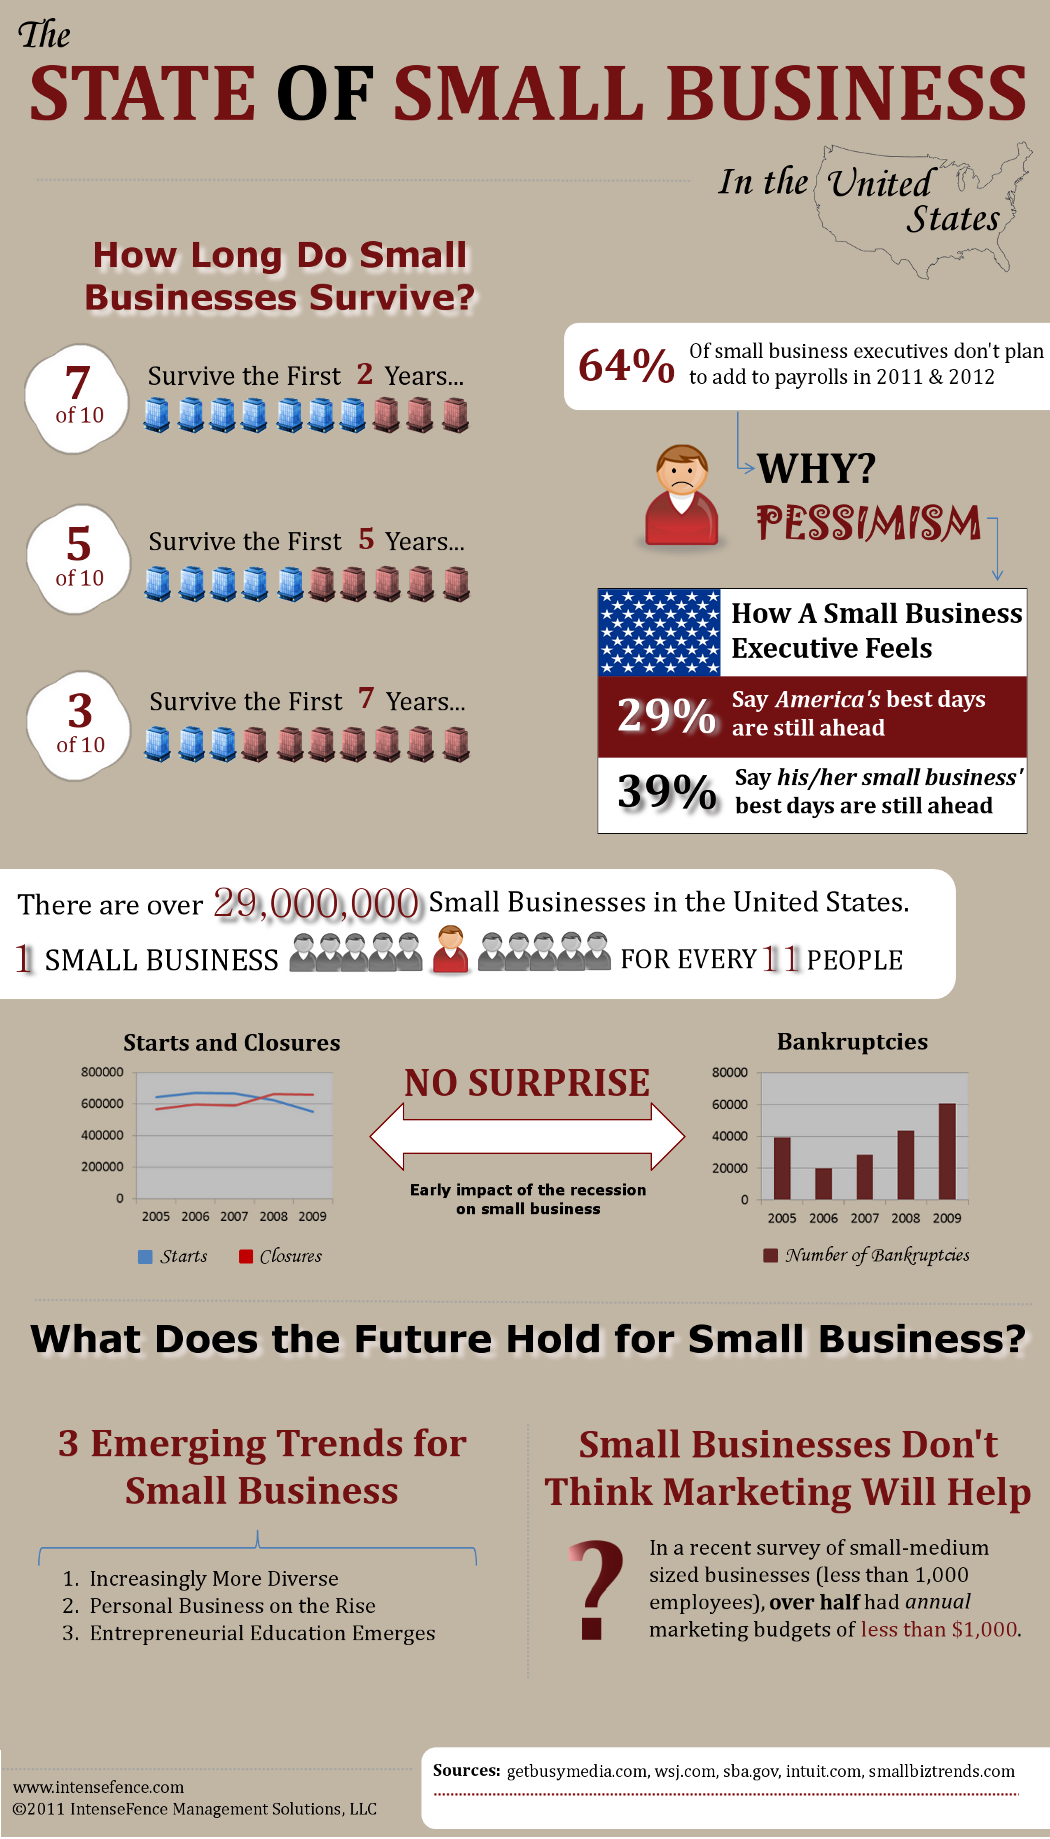 The
STATE OF SMALL BUSINESS
In the United
States
How Long Do Small
Businesses Survive?
7
of 10
Survive the First 2 Years...
5
of 10
Survive the First 5 Years...
3
of 10
Survive the First 7 Years...
64%
Of small business executives don't plan
to add to payrolls in 2011 & 2012
WHY?
PESSIMISM
How A Small Business
Executive Feels
29%
Say America's best days
are still ahead
39%
Say his/her small business'
best days are still ahead
There are over 29,000,000 Small Businesses in the United States.
1 SMALL BUSINESS FOR EVERY 11 PEOPLE
Starts and Closures
800000
600000
400000
200000
0
2005 2006 2007 2008 2009
Starts Closures
NO SURPRISE
Early impact of the recession
on small business
Bankruptcies
80000
60000
40000
20000
0
2005 2006 2007 2008 2009
Number of Bankruptcies
What Does the Future Hold for Small Business?
3 Emerging Trends for
Small Business
1. Increasingly More Diverse
2. Personal Business on the Rise
3. Entrepreneurial Education Emerges
Small Businesses Don't
Think Marketing Will Help
?
In a recent survey of small-medium
sized businesses (less than 1,000
employees), over half had annual
marketing budgets of less than $1,000.
www.intensefence.com
©2011 IntenseFence Management Solutions, LLC
Sources: getbusymedia.com, wsj.com, sba.gov, intuit.com, smallbiztrends.com